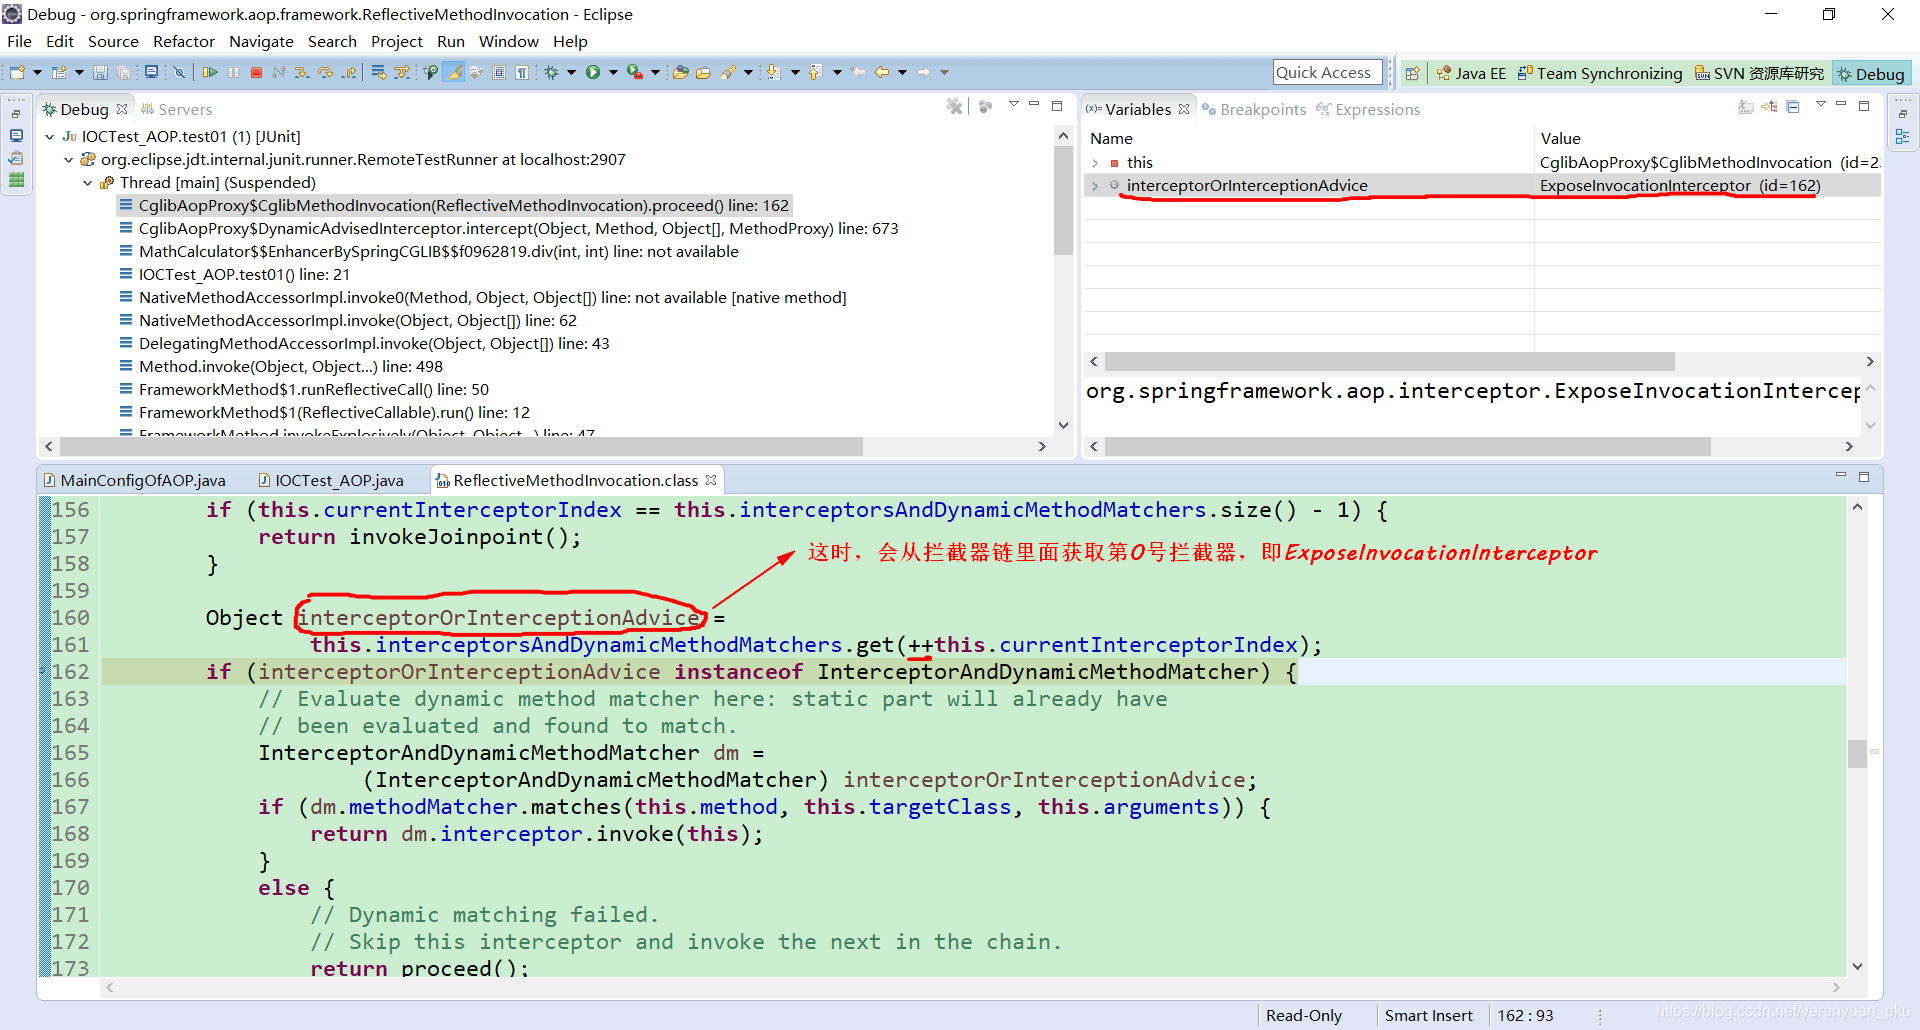 Debug - org.springframework.aop.framework.ReflectiveMethodInvocation - Eclipse
File Edit Source Refactor Navigate Search Project Run Window Help
Quick Access
Java EE Team Synchronizing SVN 资源库研究 Debug
Debug Servers
IOCTest_AOP.test01 (1) [JUnit]
org.eclipse.jdt.internal.junit.runner.RemoteTestRunner at localhost:2907
Thread [main] (Suspended)
CglibAopProxy$CglibMethodInvocation(ReflectiveMethodInvocation).proceed() line: 162
CglibAopProxy$DynamicAdvisedInterceptor.intercept(Object, Method, Object[], MethodProxy) line: 673
MathCalculator$$EnhancerBySpringCGLIB$$f0962819.div(int, int) line: not available
IOCTest_AOP.test01() line: 21
NativeMethodAccessorImpl.invoke0(Method, Object, Object[]) line: not available [native method]
NativeMethodAccessorImpl.invoke(Object, Object[]) line: 62
DelegatingMethodAccessorImpl.invoke(Object, Object[]) line: 43
Method.invoke(Object, Object...) line: 498
FrameworkMethod$1.runReflectiveCall() line: 50
FrameworkMethod$1(ReflectiveCallable).run() line: 12
FrameworkMethod.invokeExplosively(Object, Object...) line: 47
(x)= Variables Breakpoints Expressions
Name Value
this CglibAopProxy$CglibMethodInvocation (id=2
interceptorOrInterceptionAdvice ExposeInvocationInterceptor (id=162)
org.springframework.aop.interceptor.ExposeInvocationIntercep
MainConfigOfAOP.java IOCTest_AOP.java ReflectiveMethodInvocation.class
156 if (this.currentInterceptorIndex == this.interceptorsAndDynamicMethodMatchers.size() - 1) {
157 return invokeJoinpoint();
这时，会从拦截器链里面获取第0号拦截器，即ExposeInvocationInterceptor
158 }
159
160 Object interceptorOrInterceptionAdvice =
161 this.interceptorsAndDynamicMethodMatchers.get(++this.currentInterceptorIndex);
162 if (interceptorOrInterceptionAdvice instanceof InterceptorAndDynamicMethodMatcher) {
163 // Evaluate dynamic method matcher here: static part will already have
164 // been evaluated and found to match.
165 InterceptorAndDynamicMethodMatcher dm =
166 (InterceptorAndDynamicMethodMatcher) interceptorOrInterceptionAdvice;
167 if (dm.methodMatcher.matches(this.method, this.targetClass, this.arguments)) {
168 return dm.interceptor.invoke(this);
169 }
170 else {
171 // Dynamic matching failed.
172 // Skip this interceptor and invoke the next in the chain.
173 return proceed();
Read-Only Smart Insert 162 : 93
https://blog.csdn.net/yerenyuan_pku